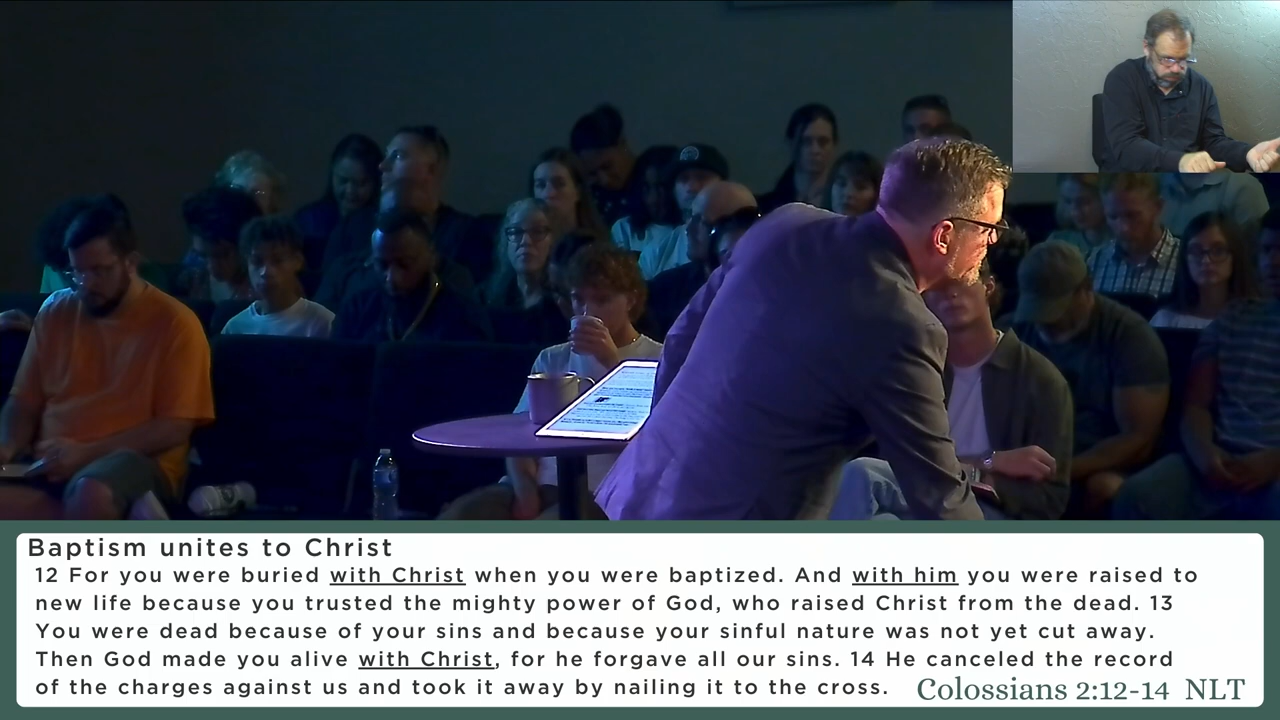 Baptism unites to Christ
12 For you were buried with Christ when you were baptized. And with him you were raised to
new life because you trusted the mighty power of God, who raised Christ from the dead. 13
You were dead because of your sins and because your sinful nature was not yet cut away.
Then God made you alive with Christ, for he forgave all our sins. 14 He canceled the record
of the charges against us and took it away by nailing it to the cross. Colossians 2:12-14 NLT